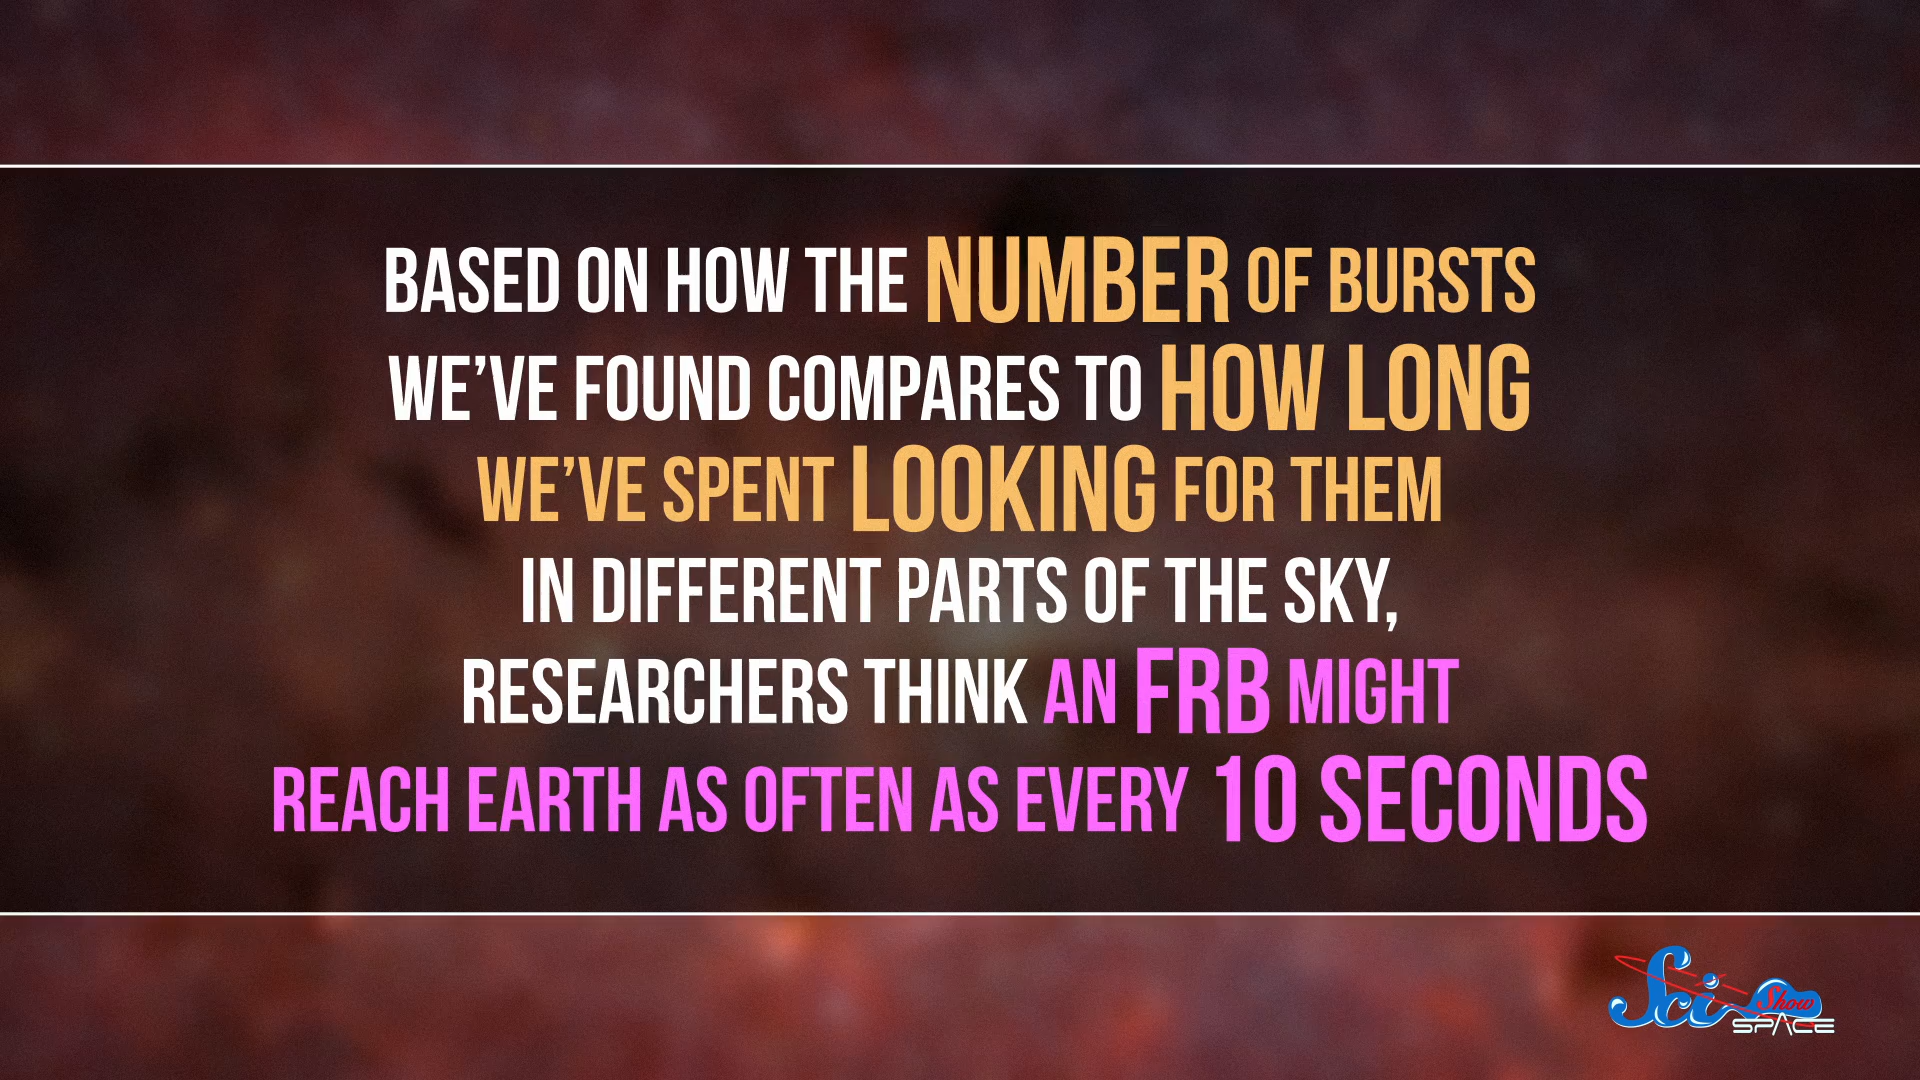 BASED ON HOW THE NUMBER OF BURSTS
WE'VE FOUND COMPARES TO HOW LONG
WE'VE SPENT LOOKING FOR THEM
IN DIFFERENT PARTS OF THE SKY,
RESEARCHERS THINK AN FRB MIGHT
REACH EARTH AS OFTEN AS EVERY 10 SECONDS
Sci Show
SPACE